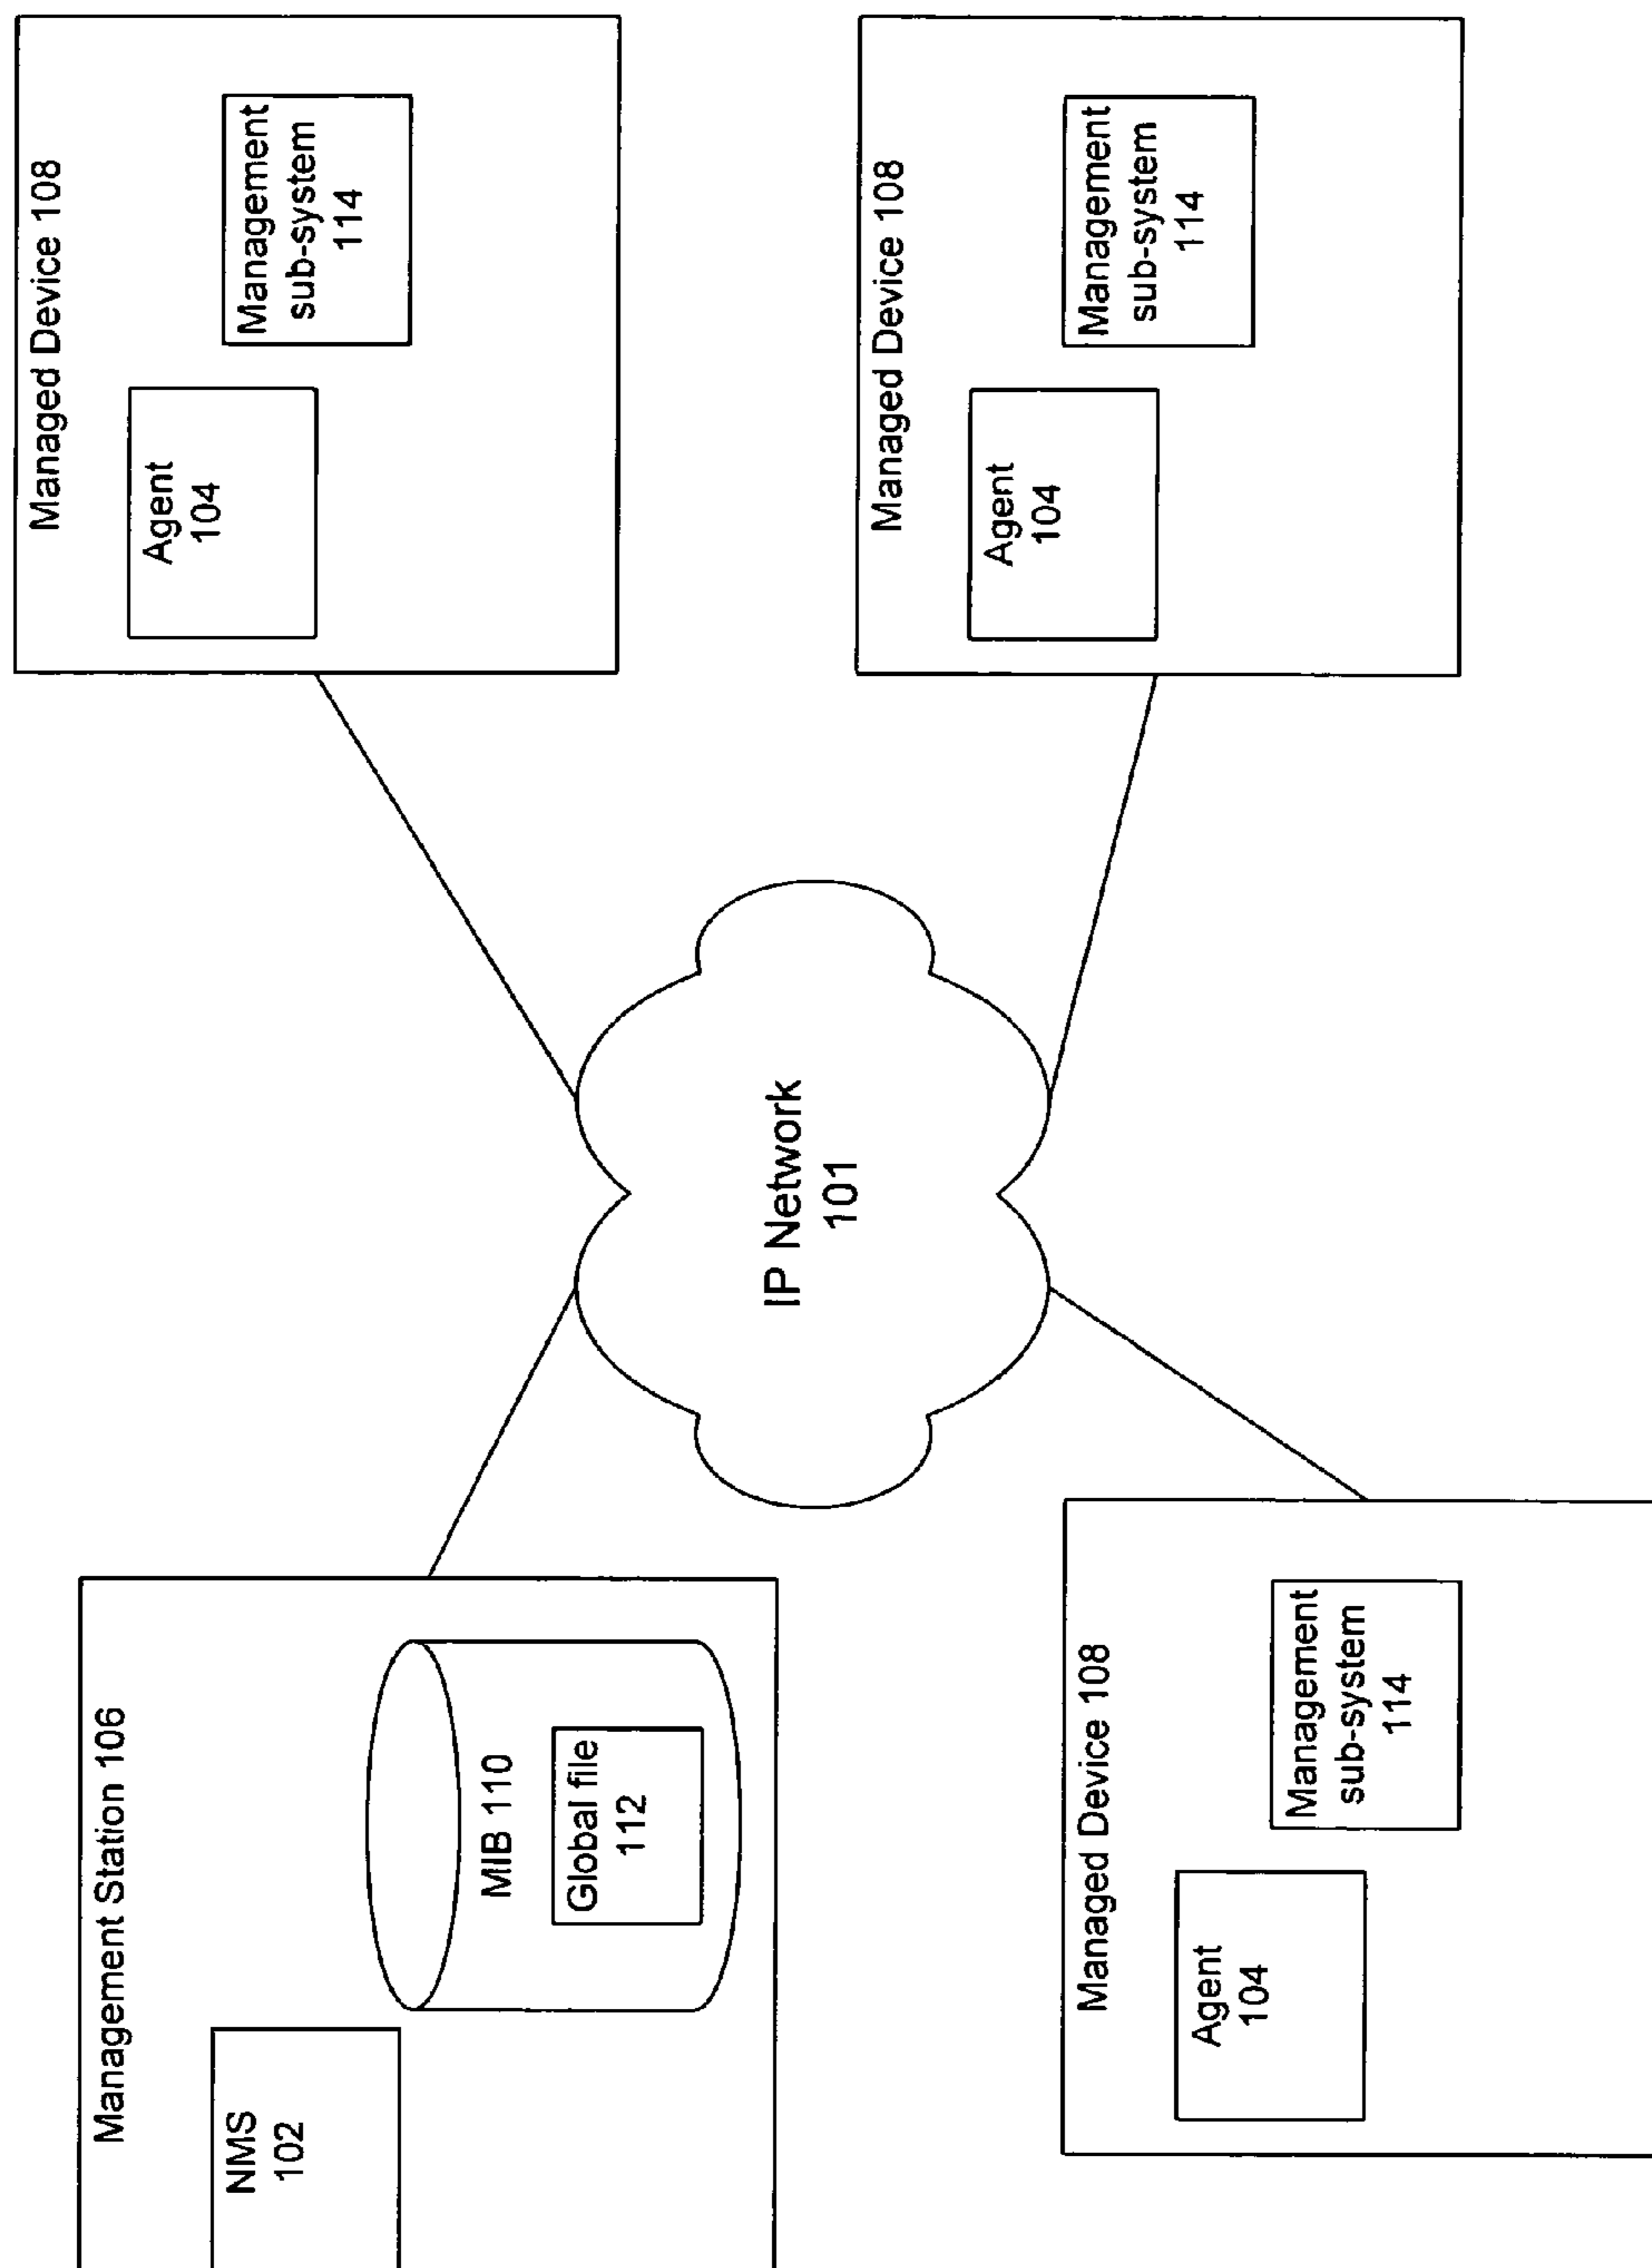 Management Station 106
NMS
102
MIB 110
Global file
112
Managed Device 108
Agent
104
Management
sub-system
114
IP Network
101
Managed Device 108
Agent
104
Management
sub-system
114
Managed Device 108
Agent
104
Management
sub-system
114